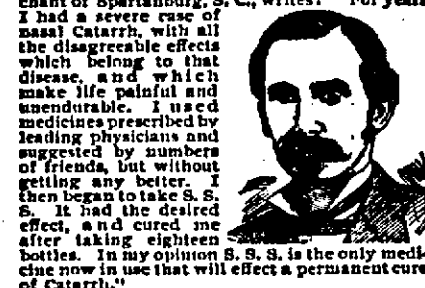 chant of Spartanburg, S. C., writes: "For years
I had a severe case of
nasal Catarrh, with all
the disagreeable effects
which belong to that
disease, and which
make life painful and
unendurable. I used
medicines prescribed by
leading physicians and
suggested by numbers
of friends, but without
getting any better. I
then began to take S. S.
S. It had the desired
effect, and cured me
after taking eighteen
bottles. In my opinion S. S. S. is the only medi-
cine now in use that will effect a permanent cure
of Catarrh."